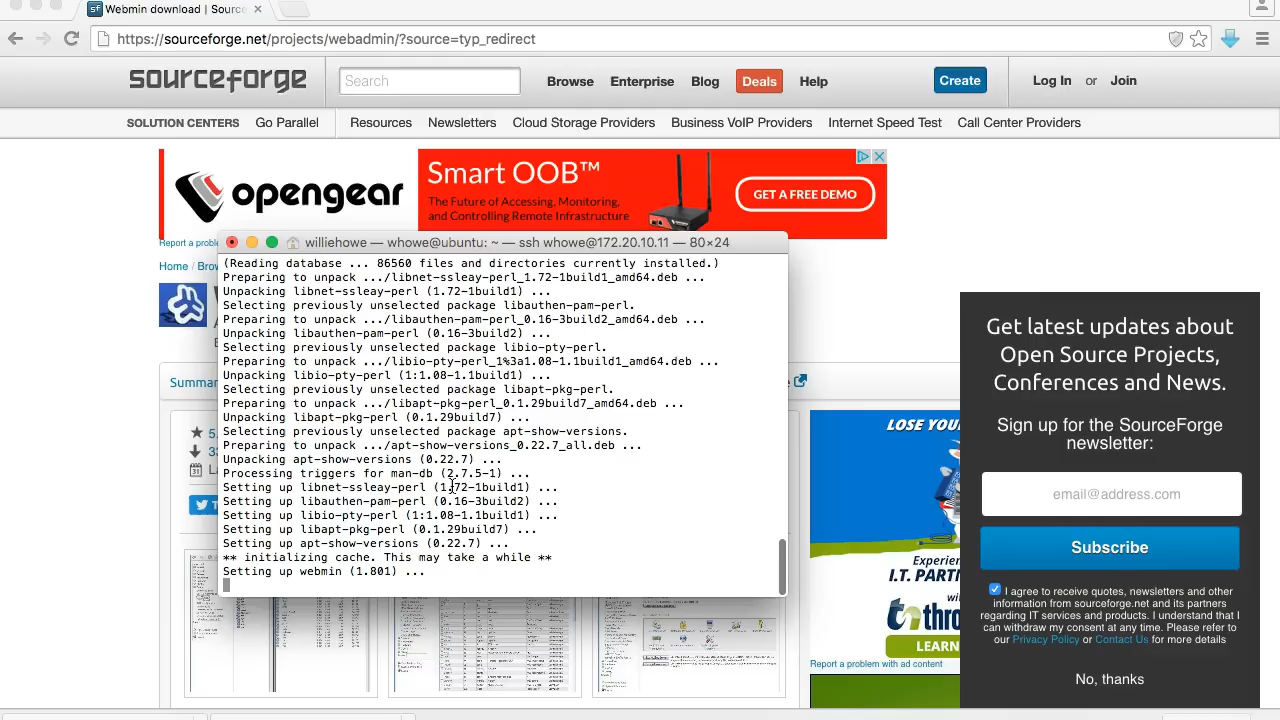 Webmin download | Source
https://sourceforge.net/projects/webadmin/?source=typ_redirect
sourceforge
Search
Browse Enterprise Blog Deals Help
Create
Log In or Join
SOLUTION CENTERS Go Parallel Resources Newsletters Cloud Storage Providers Business VoIP Providers Internet Speed Test Call Center Providers
opengear
Smart OOB™
The Future of Accessing, Monitoring,
and Controlling Remote Infrastructure
GET A FREE DEMO
Report a proble
Home / Brow
williehowe — whowe@ubuntu: ~ — ssh whowe@172.20.10.11 — 80×24
(Reading database ... 86560 files and directories currently installed.)
Preparing to unpack .../libnet-ssleay-perl_1.72-1build1_amd64.deb ...
Unpacking libnet-ssleay-perl (1.72-1build1) ...
Selecting previously unselected package libauthen-pam-perl.
Preparing to unpack .../libauthen-pam-perl_0.16-3build2_amd64.deb ...
Unpacking libauthen-pam-perl (0.16-3build2) ...
Selecting previously unselected package libio-pty-perl.
Preparing to unpack .../libio-pty-perl_1%3a1.08-1.1build1_amd64.deb ...
Unpacking libio-pty-perl (1:1.08-1.1build1) ...
Selecting previously unselected package libapt-pkg-perl.
Preparing to unpack .../libapt-pkg-perl_0.1.29build7_amd64.deb ...
Unpacking libapt-pkg-perl (0.1.29build7) ...
Selecting previously unselected package apt-show-versions.
Preparing to unpack .../apt-show-versions_0.22.7_all.deb ...
Unpacking apt-show-versions (0.22.7) ...
Processing triggers for man-db (2.7.5-1) ...
Setting up libnet-ssleay-perl (1.72-1build1) ...
Setting up libauthen-pam-perl (0.16-3build2) ...
Setting up libio-pty-perl (1:1.08-1.1build1) ...
Setting up libapt-pkg-perl (0.1.29build7) ...
Setting up apt-show-versions (0.22.7) ...
** initializing cache. This may take a while **
Setting up webmin (1.801) ...
Summar
LOSE YOU
Experien
I.T. PART
wi
thro
LEARN
Report a problem with ad content
Get latest updates about
Open Source Projects,
Conferences and News.
Sign up for the SourceForge
newsletter:
email@address.com
Subscribe
I agree to receive quotes, newsletters and other
information from sourceforge.net and its partners
regarding IT services and products. I understand that I
can withdraw my consent at any time. Please refer to
our Privacy Policy or Contact Us for more details
No, thanks